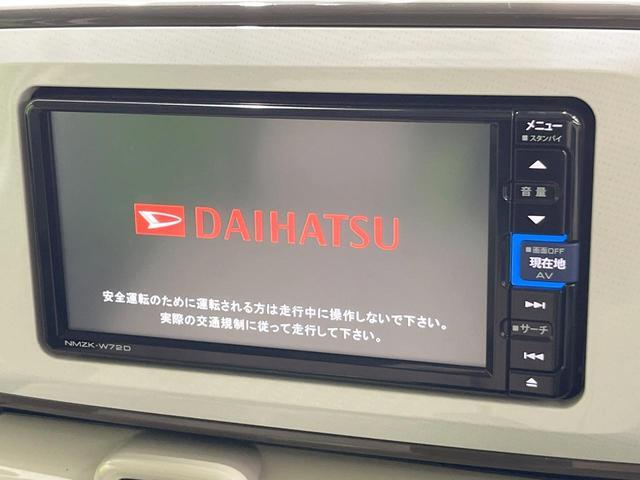 DAIHATSU
安全運転のために運転される方は走行中に操作しないで下さい。
実際の交通規制に従って走行して下さい。
NMZK-W72D
メニュー
■スタンバイ
音量
■画面OFF
現在地
AV
■サーチ